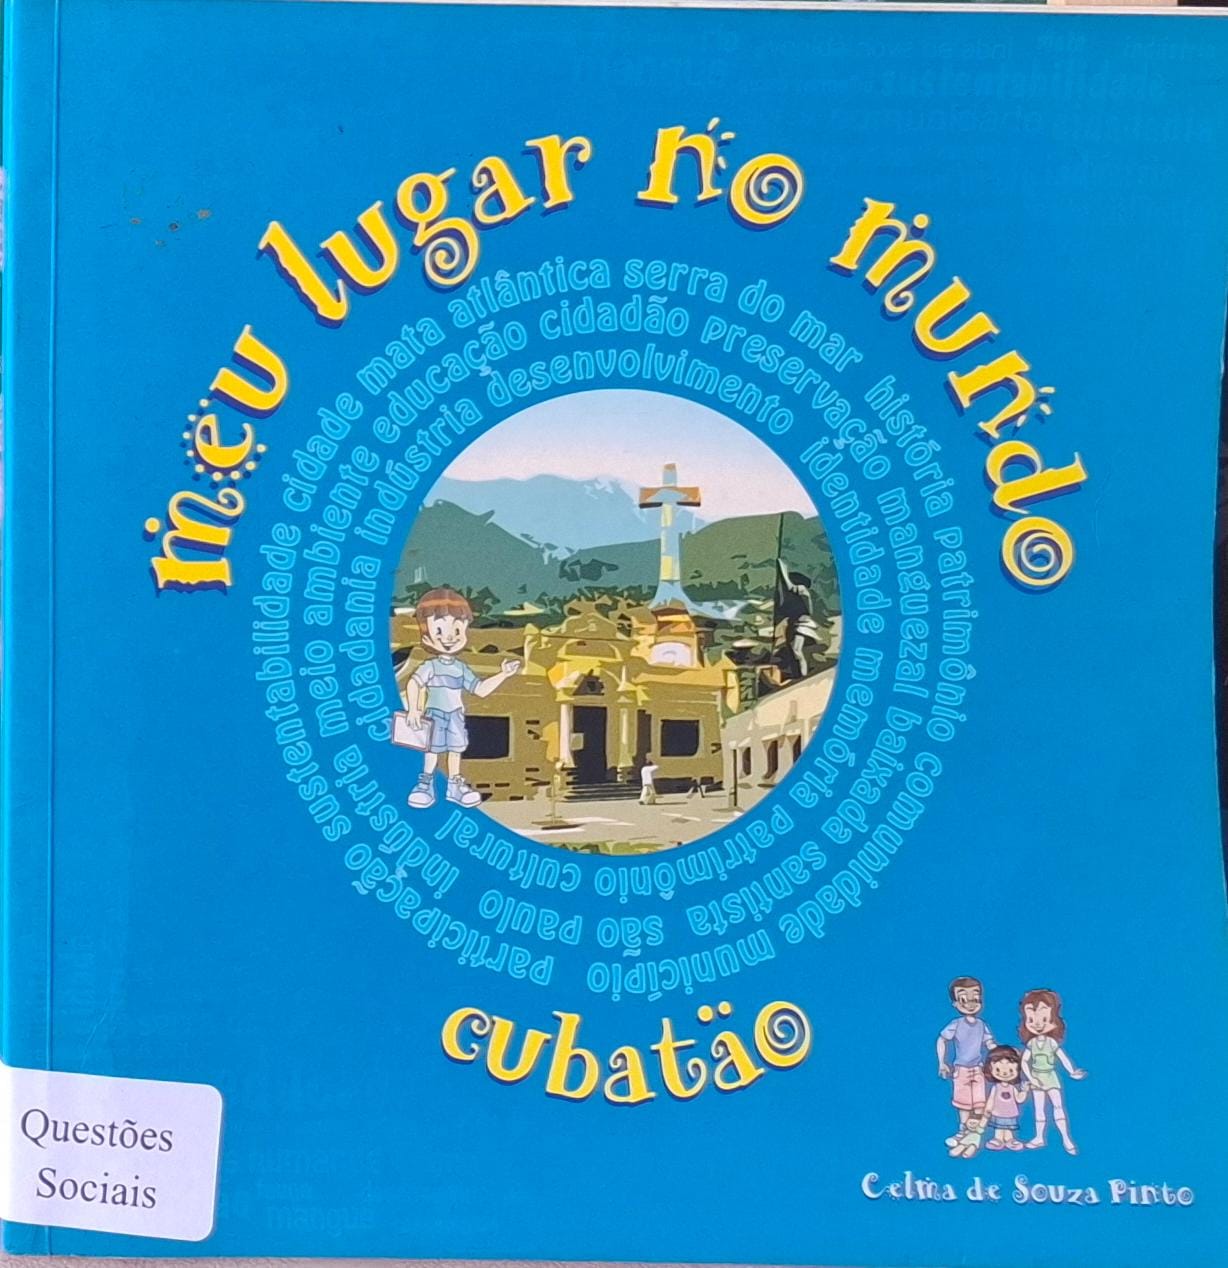 meu lugar no mundo
sustentabilidade cidade mata atlântica serra do mar história patrimônio comunidade município participação
indústria meio ambiente educação cidadão preservação manguezal baixada santista são paulo
cidadania indústria desenvolvimento identidade memória patrimônio cultural
cubatão
Celma de Souza Pinto
Questões
Sociais
sustentabilidade
mangue